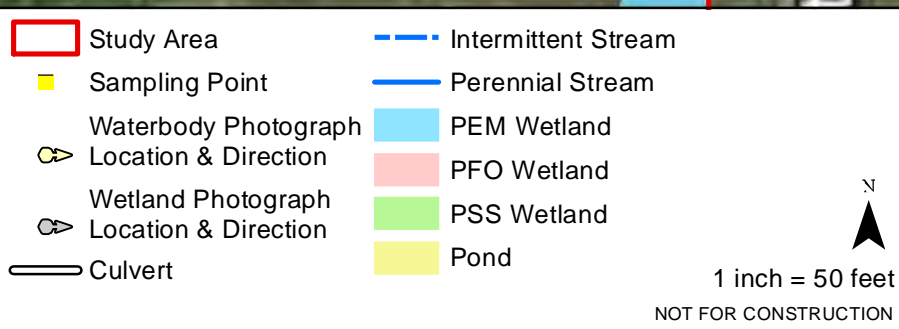 Study Area
Sampling Point
Waterbody Photograph
Location & Direction
Wetland Photograph
Location & Direction
Culvert
Intermittent Stream
Perennial Stream
PEM Wetland
PFO Wetland
PSS Wetland
Pond
N
1 inch = 50 feet
NOT FOR CONSTRUCTION